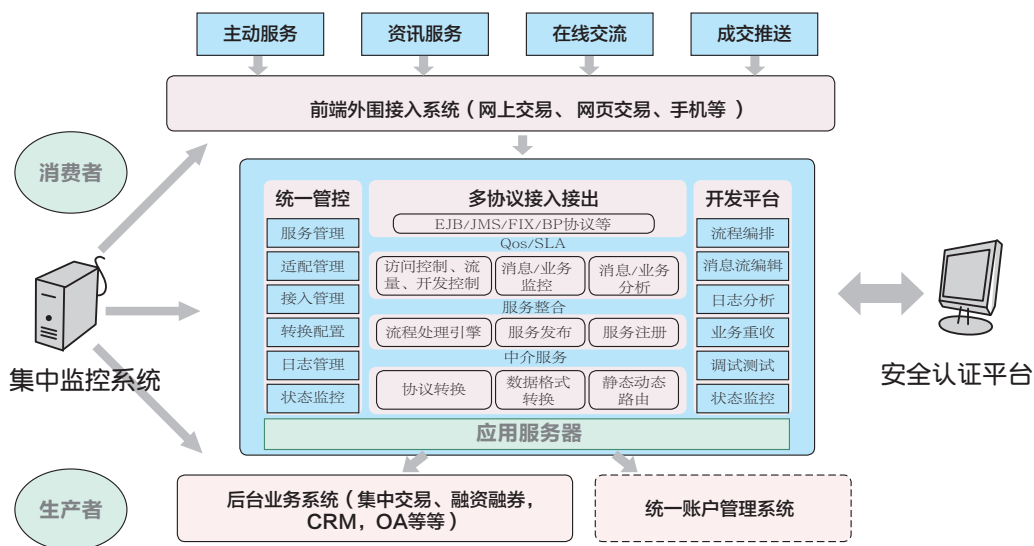 主动服务
资讯服务
在线交流
成交推送
前端外围接入系统（网上交易、 网页交易、手机等 ）
消费者
统一管控
服务管理
适配管理
接入管理
转换配置
日志管理
状态监控
多协议接入接出
EJB/JMS/FIX/BP协议等
Qos/SLA
访问控制、流
量、开发控制
消息/业务
监控
消息/业务
分析
服务整合
流程处理引擎
服务发布
服务注册
中介服务
协议转换
数据格式
转换
静态动态
路由
开发平台
流程编排
消息流编辑
日志分析
业务重收
调试测试
状态监控
应用服务器
集中监控系统
安全认证平台
生产者
后台业务系统（集中交易、融资融券，
CRM，OA等等）
统一账户管理系统